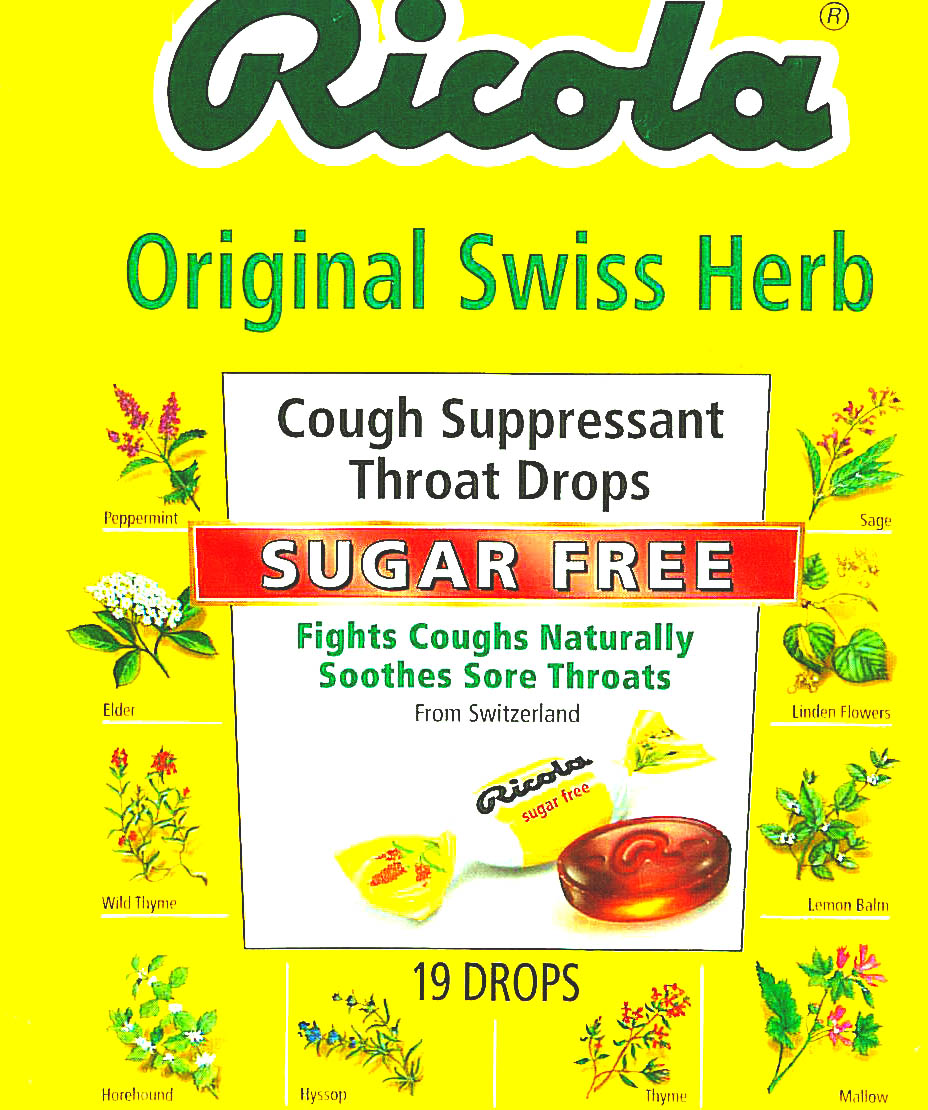 Ricola ®
Original Swiss Herb
Cough Suppressant
Throat Drops
Peppermint
Sage
SUGAR FREE
Fights Coughs Naturally
Soothes Sore Throats
From Switzerland
Elder
Linden Flowers
Ricola
sugar free
Wild Thyme
Lemon Balm
19 DROPS
Horehound
Hyssop
Thyme
Mallow